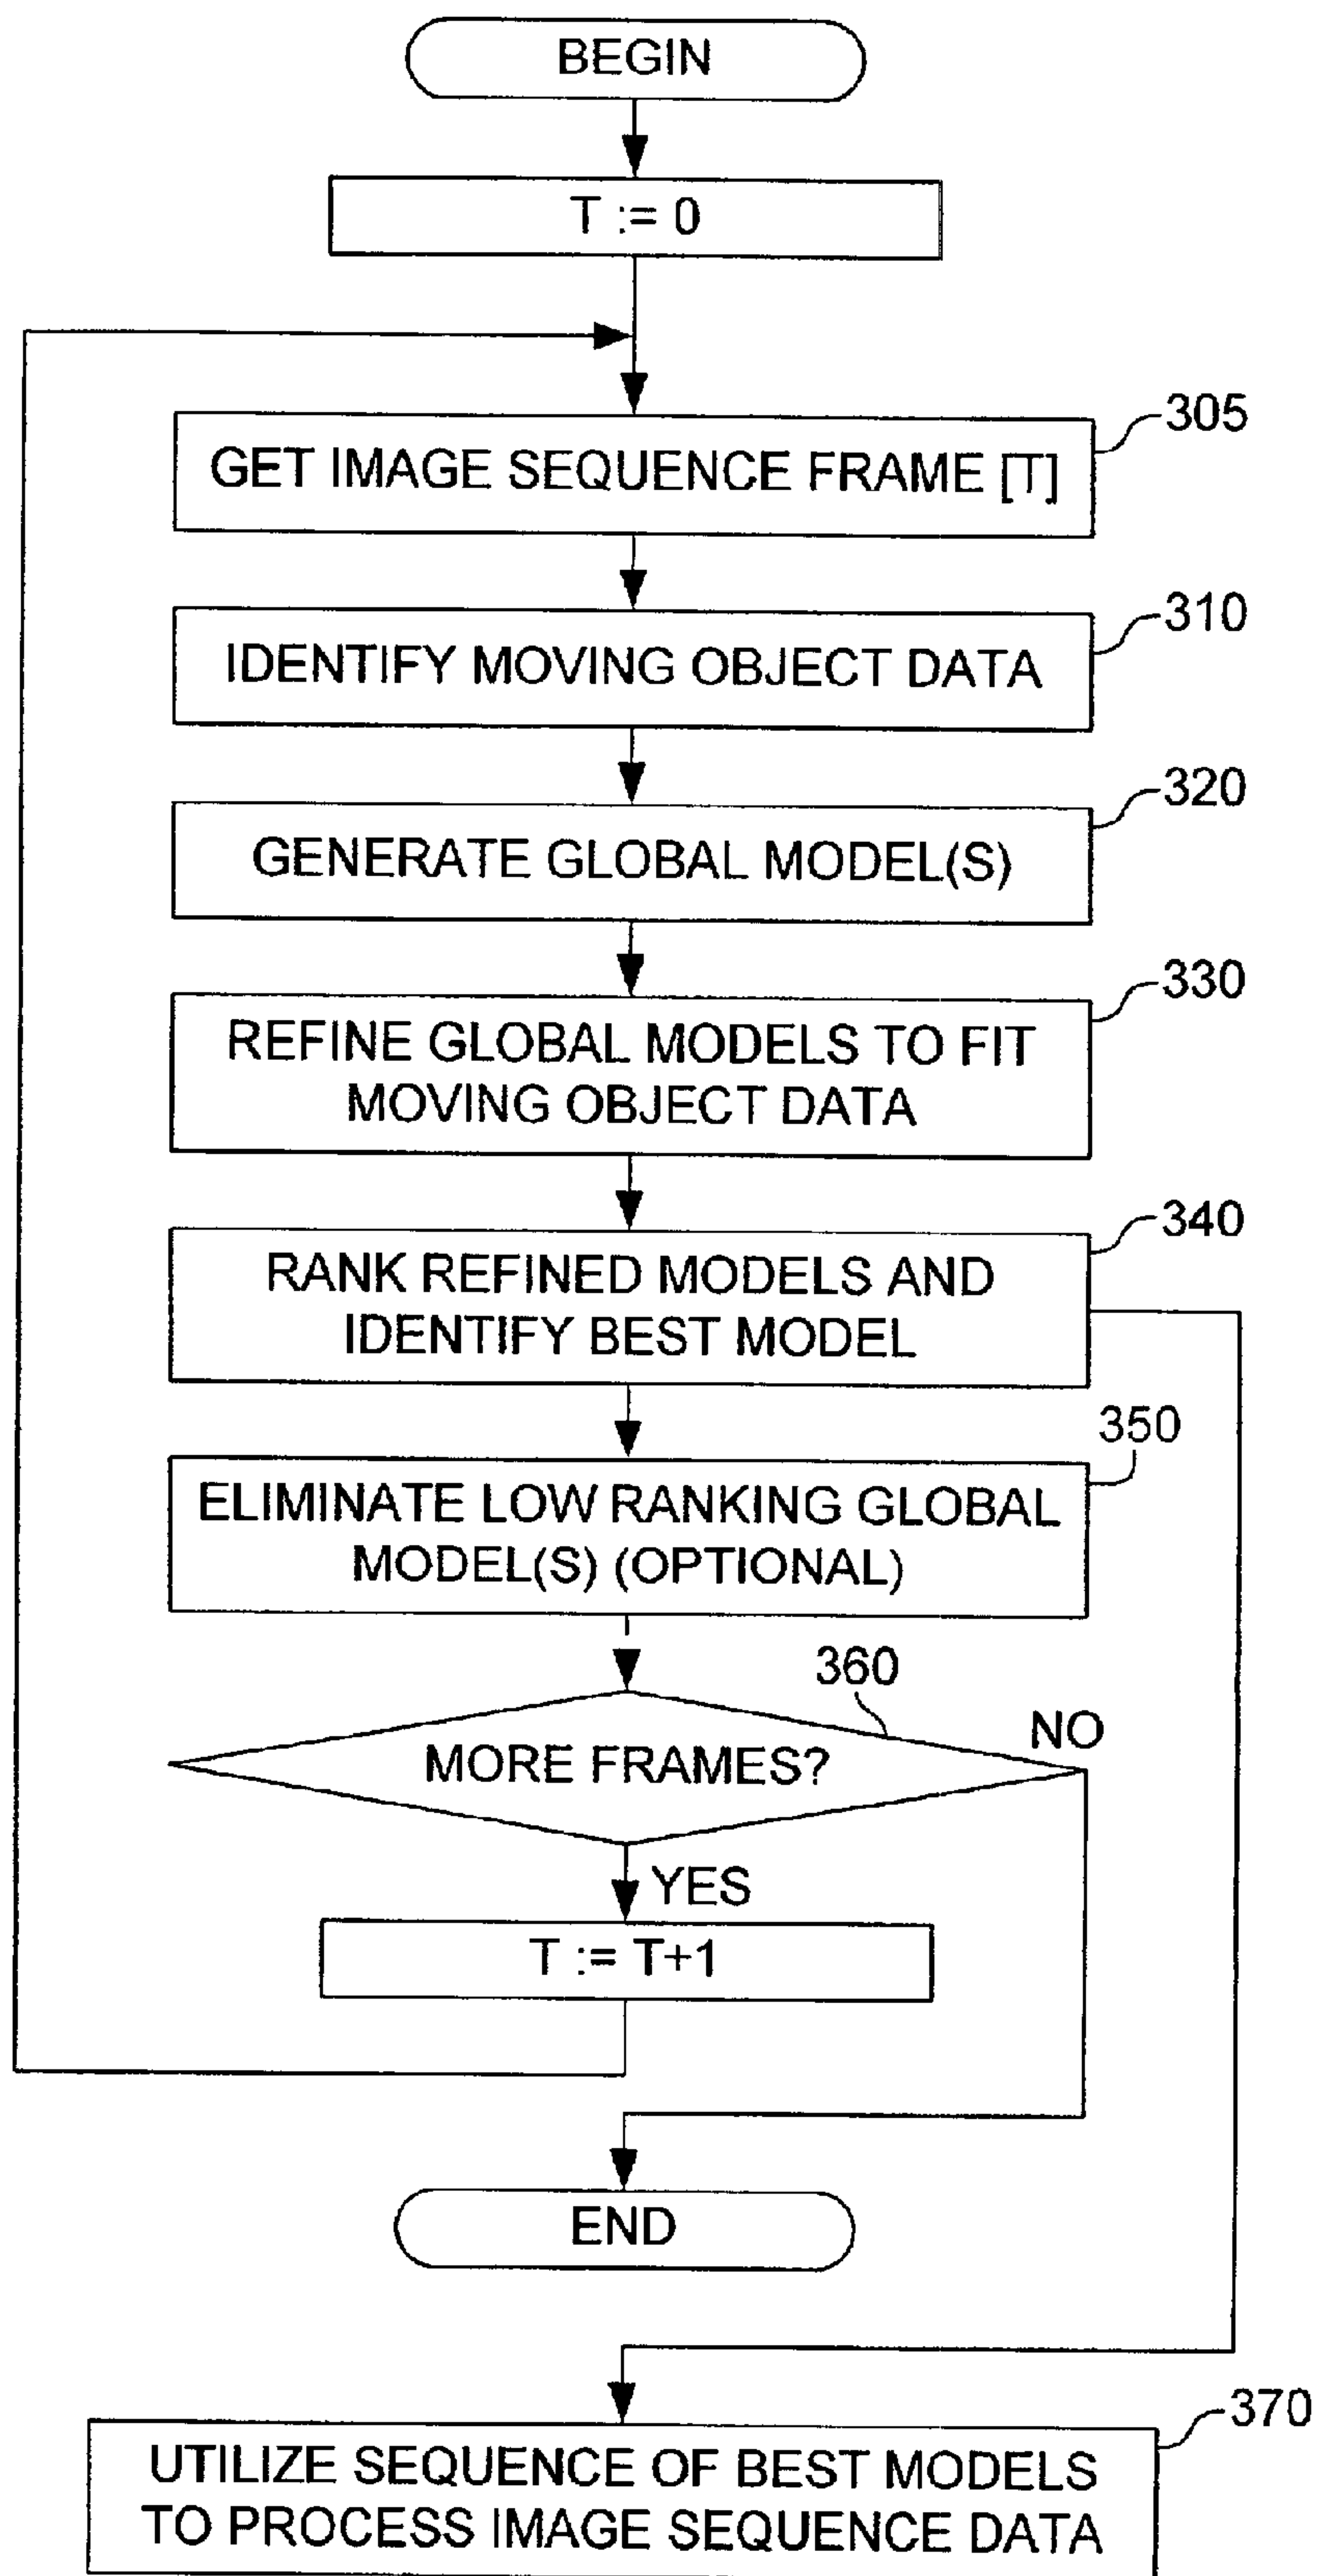 BEGIN
T := 0
GET IMAGE SEQUENCE FRAME [T]
305
IDENTIFY MOVING OBJECT DATA
310
GENERATE GLOBAL MODEL(S)
320
REFINE GLOBAL MODELS TO FIT
MOVING OBJECT DATA
330
RANK REFINED MODELS AND
IDENTIFY BEST MODEL
340
ELIMINATE LOW RANKING GLOBAL
MODEL(S) (OPTIONAL)
350
MORE FRAMES?
360
NO
YES
T := T+1
END
UTILIZE SEQUENCE OF BEST MODELS
TO PROCESS IMAGE SEQUENCE DATA
370